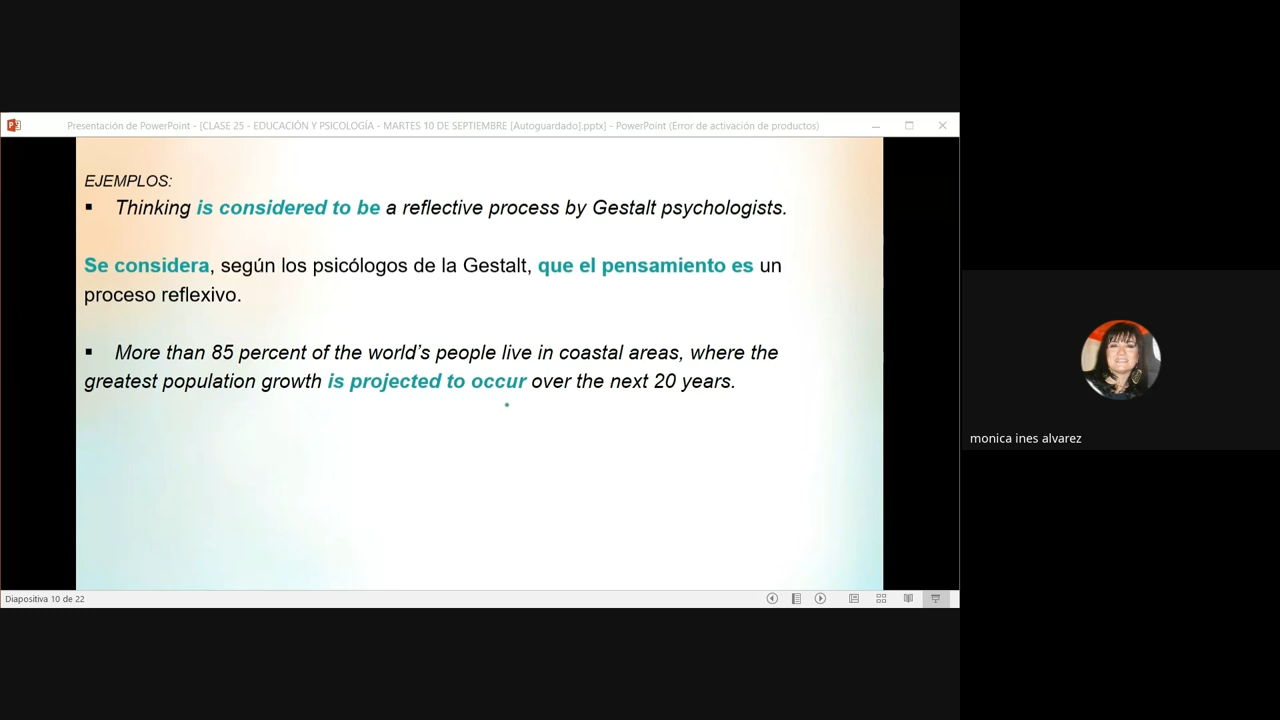 Presentación de PowerPoint - [CLASE 25 - EDUCACIÓN Y PSICOLOGÍA - MARTES 10 DE SEPTIEMBRE [Autoguardado].pptx] - PowerPoint (Error de activación de productos)
EJEMPLOS:
▪ Thinking is considered to be a reflective process by Gestalt psychologists.
Se considera, según los psicólogos de la Gestalt, que el pensamiento es un
proceso reflexivo.
▪ More than 85 percent of the world's people live in coastal areas, where the
greatest population growth is projected to occur over the next 20 years.
monica ines alvarez
Diapositiva 10 de 22